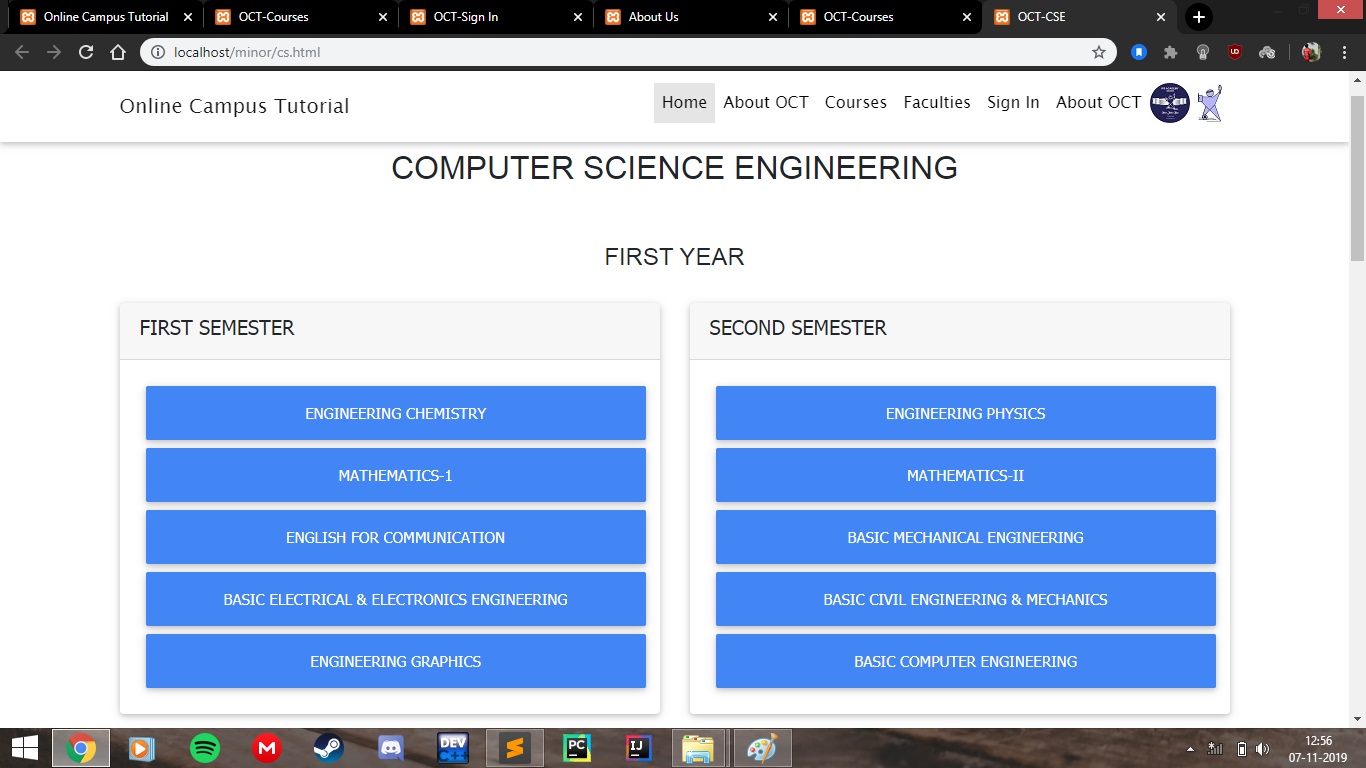 Online Campus Tutorial
OCT-Courses
OCT-Sign In
About Us
OCT-Courses
OCT-CSE
localhost/minor/cs.html
Online Campus Tutorial
Home
About OCT
Courses
Faculties
Sign In
About OCT
COMPUTER SCIENCE ENGINEERING
FIRST YEAR
FIRST SEMESTER
ENGINEERING CHEMISTRY
MATHEMATICS-1
ENGLISH FOR COMMUNICATION
BASIC ELECTRICAL & ELECTRONICS ENGINEERING
ENGINEERING GRAPHICS
SECOND SEMESTER
ENGINEERING PHYSICS
MATHEMATICS-II
BASIC MECHANICAL ENGINEERING
BASIC CIVIL ENGINEERING & MECHANICS
BASIC COMPUTER ENGINEERING
DEV
PC
IJ
12:56
07-11-2019